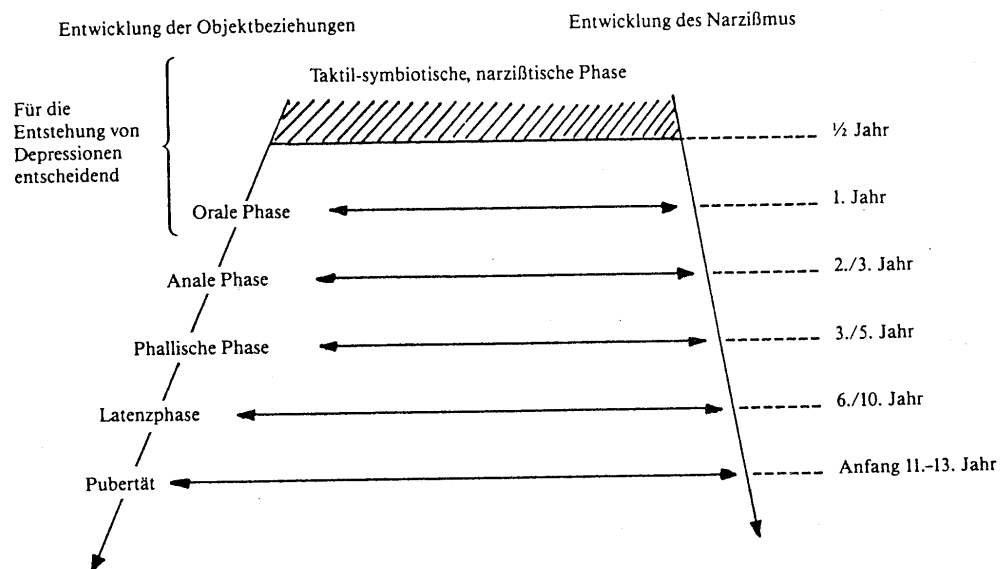 Entwicklung der Objektbeziehungen
Entwicklung des Narzißmus
Taktil-symbiotische, narzißtische Phase
Für die
Entstehung von
Depressionen
entscheidend
½ Jahr
Orale Phase
1. Jahr
Anale Phase
2./3. Jahr
Phallische Phase
3./5. Jahr
Latenzphase
6./10. Jahr
Pubertät
Anfang 11.–13. Jahr